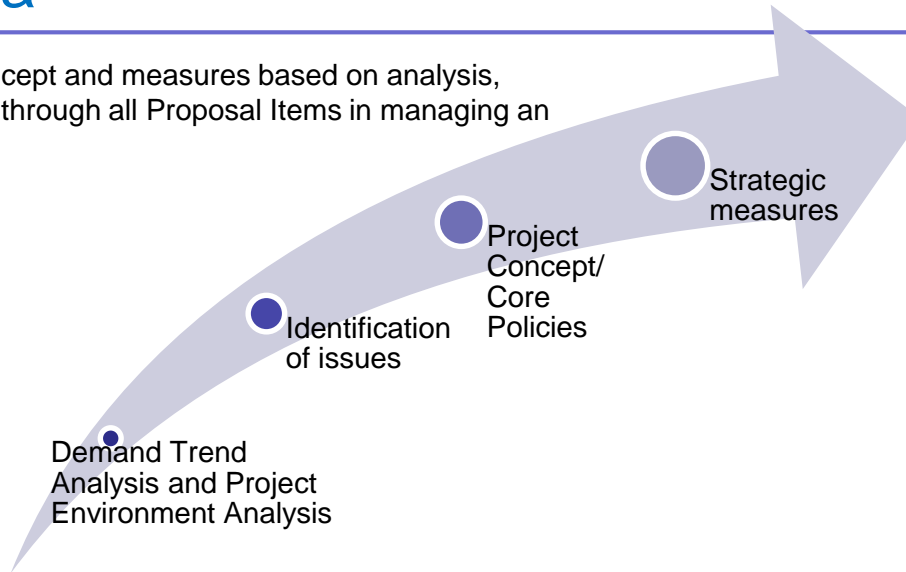 cept and measures based on analysis,
through all Proposal Items in managing an
Strategic
measures
Project
Concept/
Core
Policies
Identification
of issues
Demand Trend
Analysis and Project
Environment Analysis